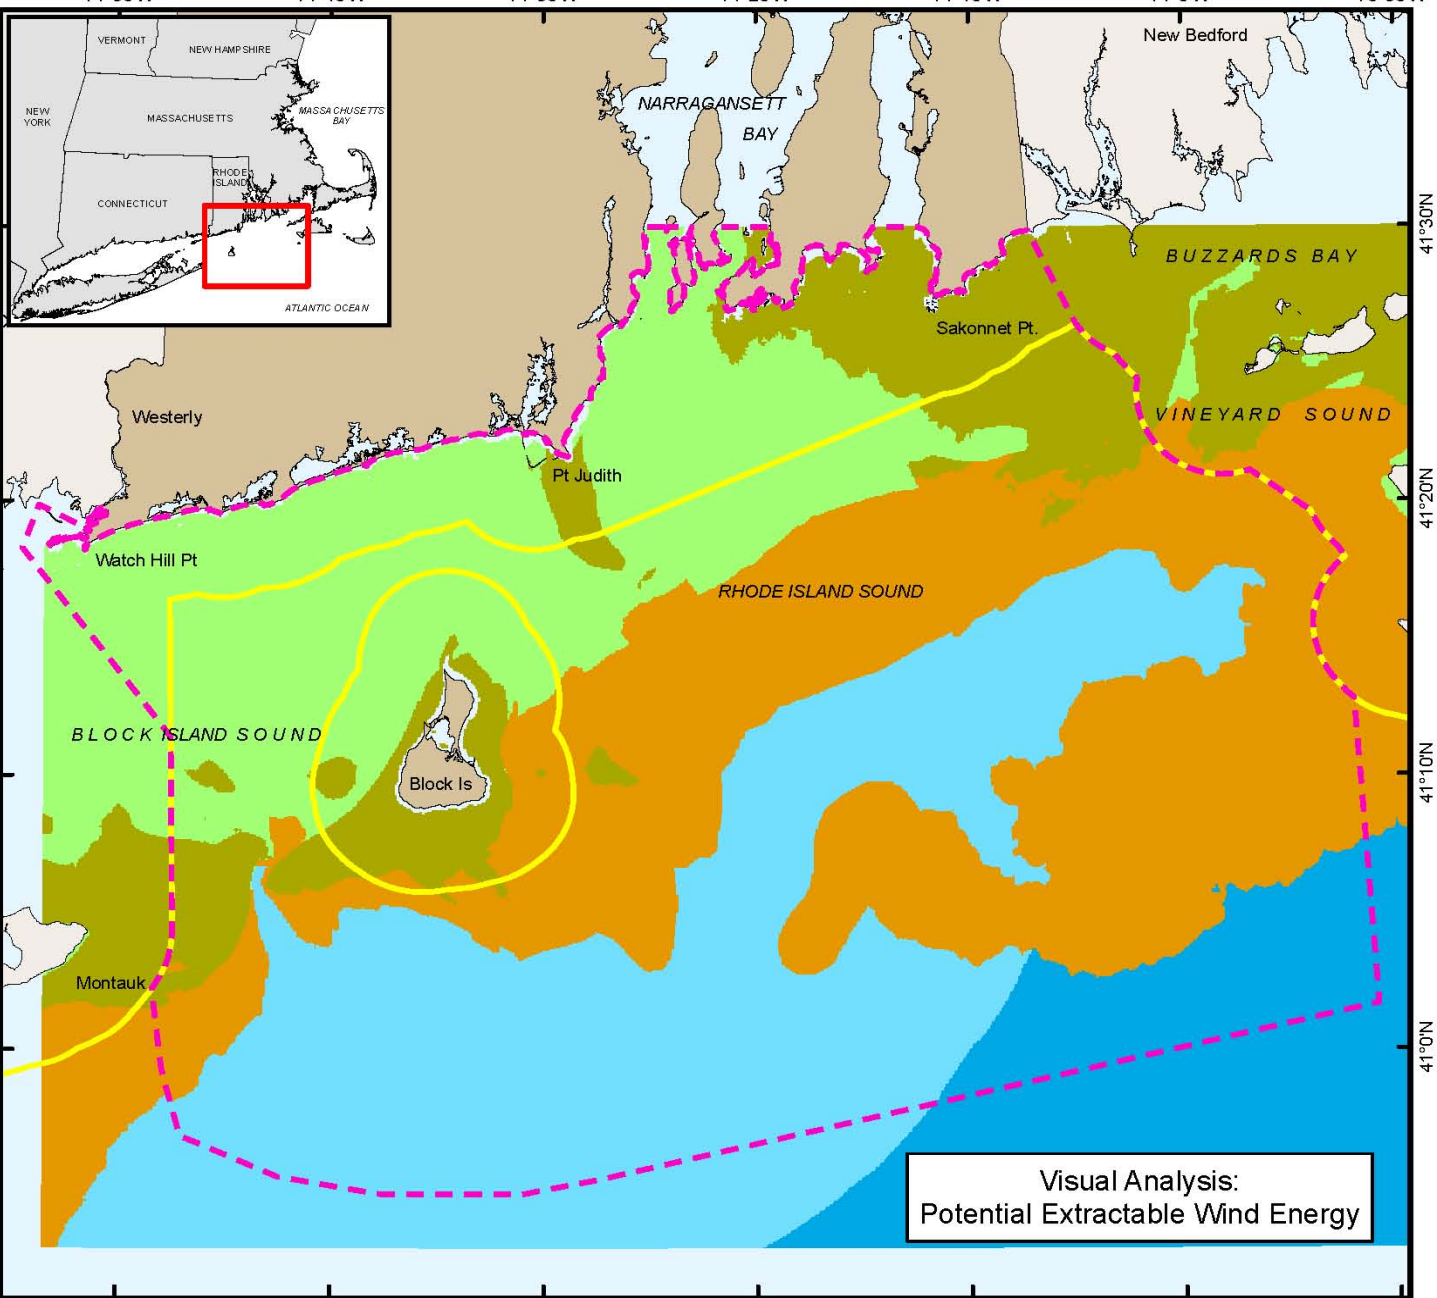 New Bedford
VERMONT
NEW HAMPSHIRE
NEW
YORK
MASSACHUSETTS
MASSACHUSETTS
BAY
CONNECTICUT
RHODE
ISLAND
ATLANTIC OCEAN
NARRAGANSETT
BAY
41°30'N
BUZZARDS BAY
Sakonnet Pt.
Westerly
VINEYARD SOUND
Pt Judith
41°20'N
Watch Hill Pt
RHODE ISLAND SOUND
BLOCK ISLAND SOUND
Block Is
41°10'N
Montauk
41°0'N
Visual Analysis:
Potential Extractable Wind Energy